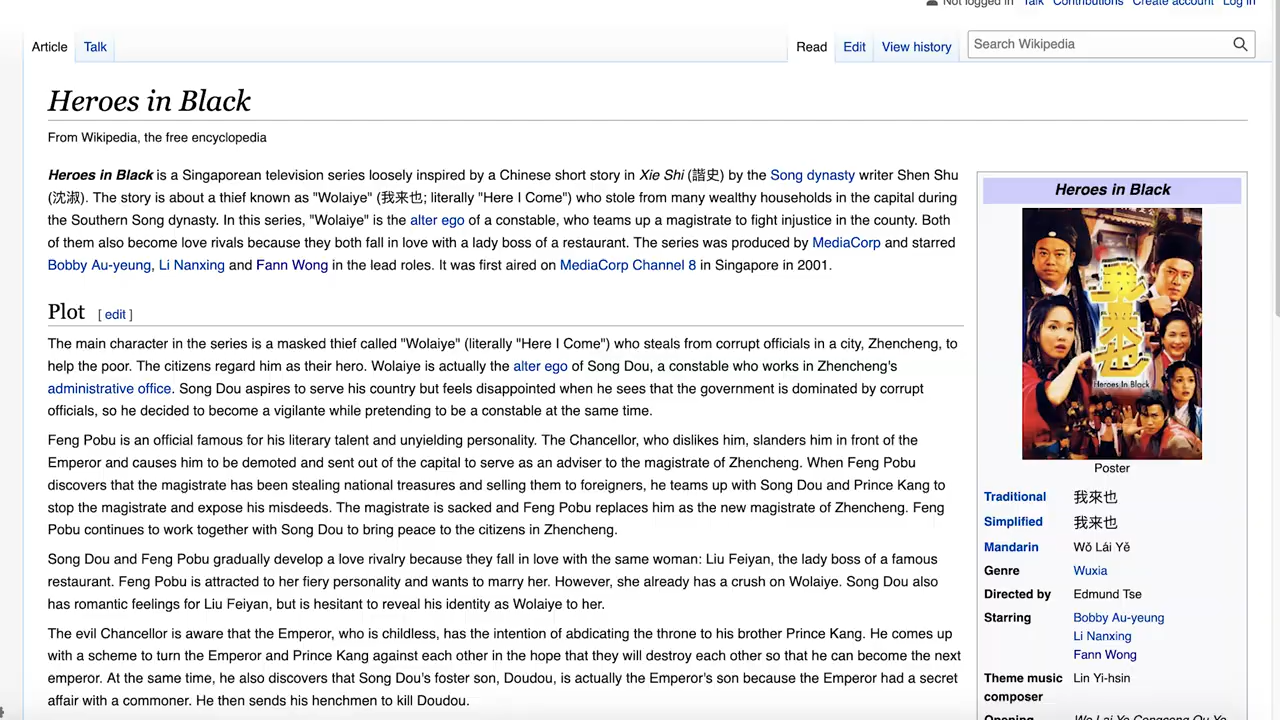 Not logged in Talk Contributions Create account Log in
Article Talk Read Edit View history Search Wikipedia
Heroes in Black
From Wikipedia, the free encyclopedia
Heroes in Black is a Singaporean television series loosely inspired by a Chinese short story in Xie Shi (諧史) by the Song dynasty writer Shen Shu
(沈淑). The story is about a thief known as "Wolaiye" (我来也; literally "Here I Come") who stole from many wealthy households in the capital during
the Southern Song dynasty. In this series, "Wolaiye" is the alter ego of a constable, who teams up a magistrate to fight injustice in the county. Both
of them also become love rivals because they both fall in love with a lady boss of a restaurant. The series was produced by MediaCorp and starred
Bobby Au-yeung, Li Nanxing and Fann Wong in the lead roles. It was first aired on MediaCorp Channel 8 in Singapore in 2001.
Plot [ edit ]
The main character in the series is a masked thief called "Wolaiye" (literally "Here I Come") who steals from corrupt officials in a city, Zhencheng, to
help the poor. The citizens regard him as their hero. Wolaiye is actually the alter ego of Song Dou, a constable who works in Zhencheng's
administrative office. Song Dou aspires to serve his country but feels disappointed when he sees that the government is dominated by corrupt
officials, so he decided to become a vigilante while pretending to be a constable at the same time.
Feng Pobu is an official famous for his literary talent and unyielding personality. The Chancellor, who dislikes him, slanders him in front of the
Emperor and causes him to be demoted and sent out of the capital to serve as an adviser to the magistrate of Zhencheng. When Feng Pobu
discovers that the magistrate has been stealing national treasures and selling them to foreigners, he teams up with Song Dou and Prince Kang to
stop the magistrate and expose his misdeeds. The magistrate is sacked and Feng Pobu replaces him as the new magistrate of Zhencheng. Feng
Pobu continues to work together with Song Dou to bring peace to the citizens in Zhencheng.
Song Dou and Feng Pobu gradually develop a love rivalry because they fall in love with the same woman: Liu Feiyan, the lady boss of a famous
restaurant. Feng Pobu is attracted to her fiery personality and wants to marry her. However, she already has a crush on Wolaiye. Song Dou also
has romantic feelings for Liu Feiyan, but is hesitant to reveal his identity as Wolaiye to her.
The evil Chancellor is aware that the Emperor, who is childless, has the intention of abdicating the throne to his brother Prince Kang. He comes up
with a scheme to turn the Emperor and Prince Kang against each other in the hope that they will destroy each other so that he can become the next
emperor. At the same time, he also discovers that Song Dou's foster son, Doudou, is actually the Emperor's son because the Emperor had a secret
affair with a commoner. He then sends his henchmen to kill Doudou.
Heroes in Black
我来也
Heroes In Black
Poster
Traditional 我來也
Simplified 我来也
Mandarin Wǒ Lái Yě
Genre Wuxia
Directed by Edmund Tse
Starring Bobby Au-yeung
Li Nanxing
Fann Wong
Theme music Lin Yi-hsin
composer
Opening Wo Lai Ye Congcong Qu Ye